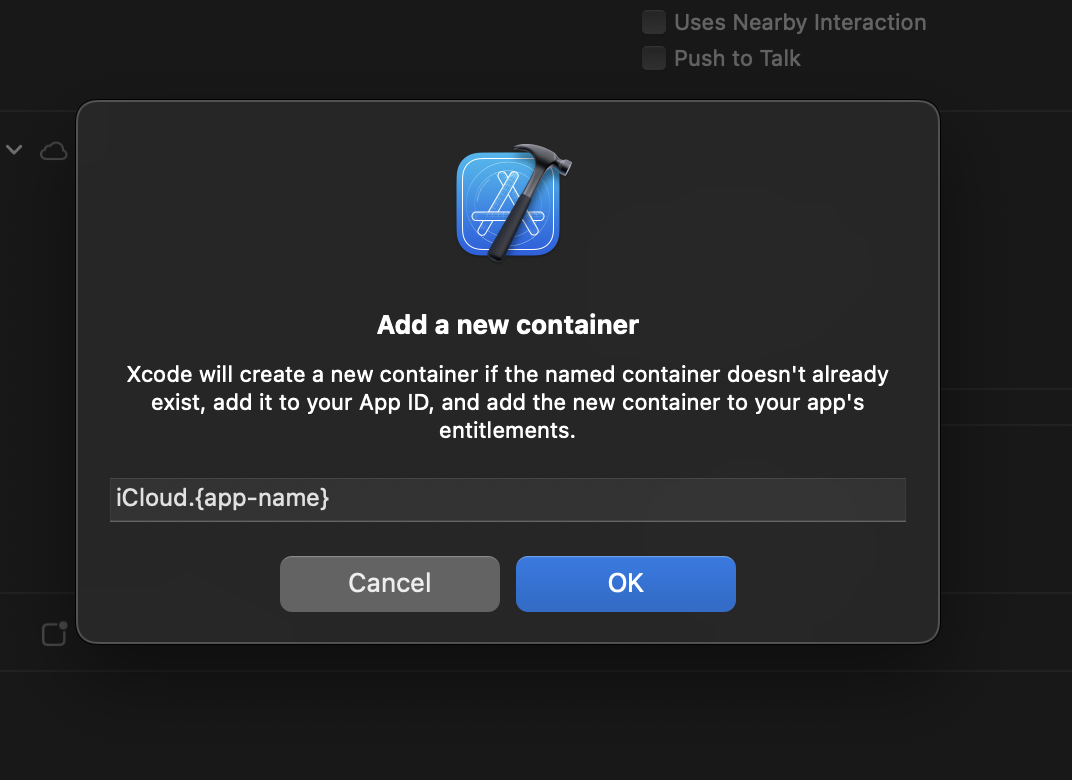 Uses Nearby Interaction
Push to Talk
Add a new container
Xcode will create a new container if the named container doesn't already
exist, add it to your App ID, and add the new container to your app's
entitlements.
iCloud.{app-name}
Cancel
OK